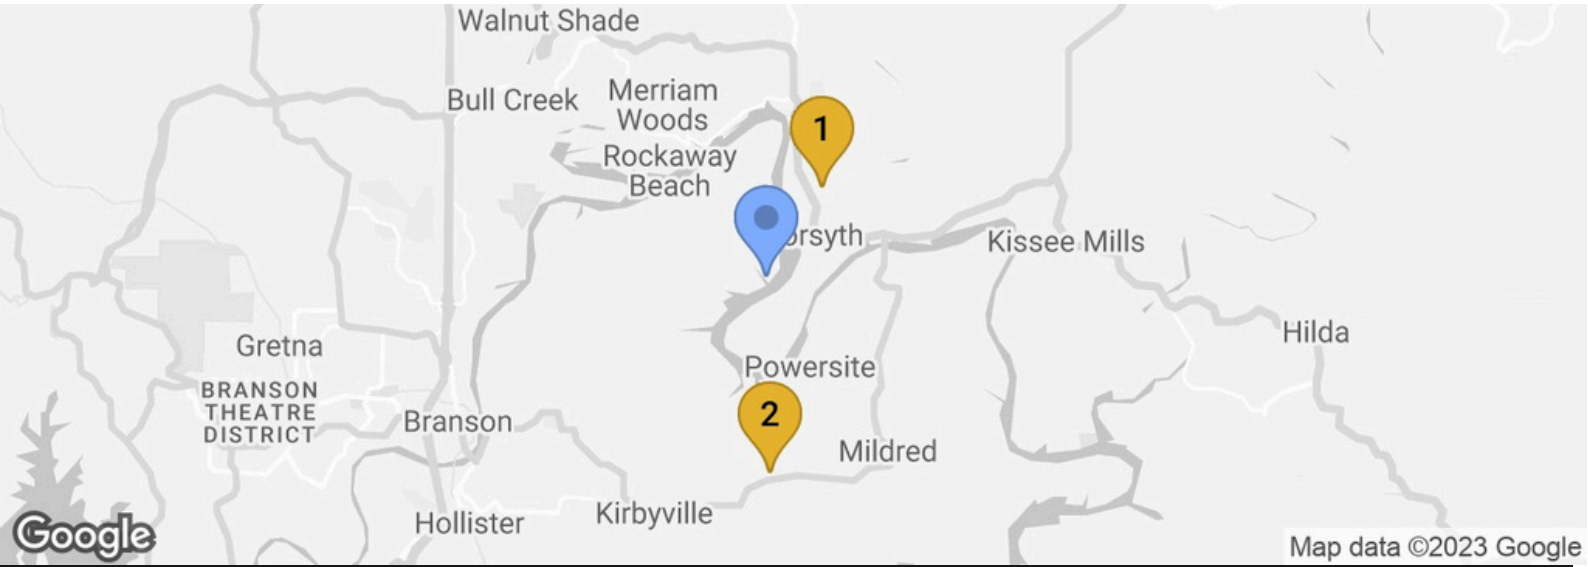 Walnut Shade
Bull Creek
Merriam
Woods
1
Rockaway
Beach
orsyth
Kissee Mills
Hilda
Gretna
Powersite
BRANSON
THEATRE
DISTRICT
Branson
2
Mildred
Kirbyville
Hollister
Google
Map data ©2023 Google